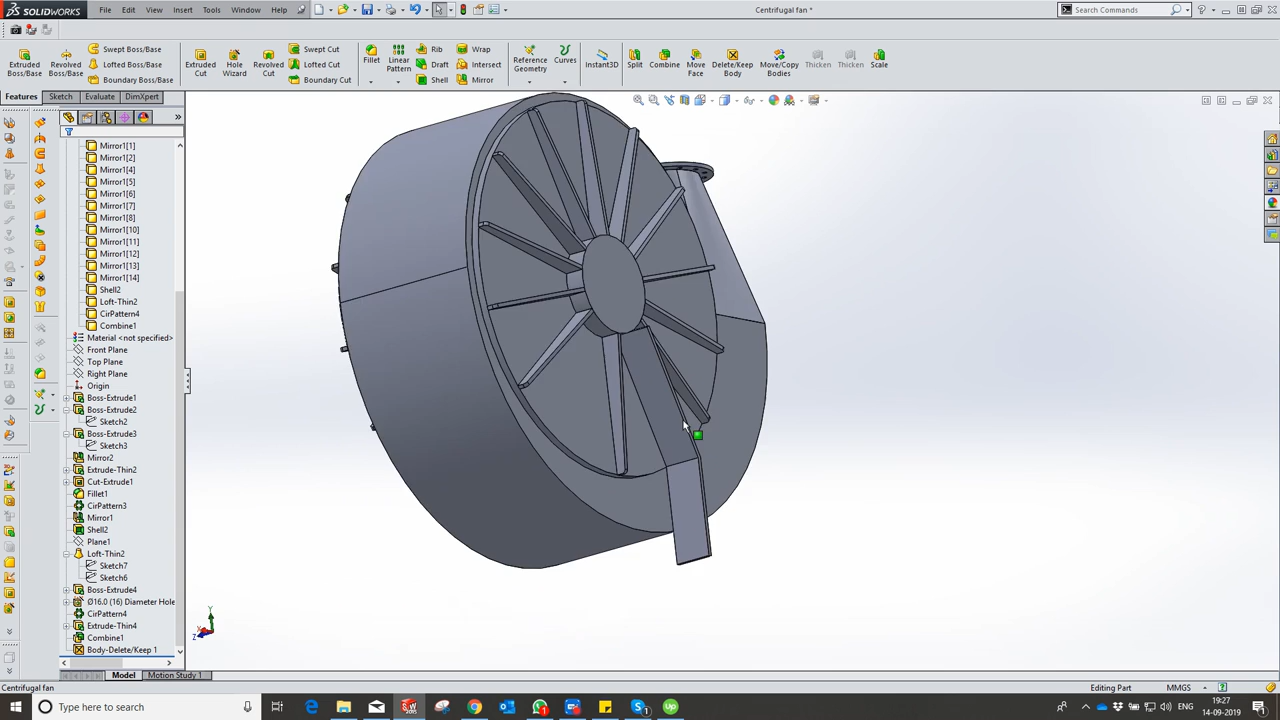 SOLIDWORKS
File Edit View Insert Tools Window Help
Centrifugal fan *
Search Commands
Extruded Boss/Base
Revolved Boss/Base
Swept Boss/Base
Lofted Boss/Base
Boundary Boss/Base
Extruded Cut
Hole Wizard
Revolved Cut
Swept Cut
Lofted Cut
Boundary Cut
Fillet
Linear Pattern
Rib
Draft
Shell
Wrap
Intersect
Mirror
Reference Geometry
Curves
Instant3D
Split
Combine
Move Face
Delete/Keep Body
Move/Copy Bodies
Thicken
Thicken
Scale
Features Sketch Evaluate DimXpert
Mirror1[1]
Mirror1[2]
Mirror1[4]
Mirror1[5]
Mirror1[6]
Mirror1[7]
Mirror1[8]
Mirror1[10]
Mirror1[11]
Mirror1[12]
Mirror1[13]
Mirror1[14]
Shell2
Loft-Thin2
CirPattern4
Combine1
Material <not specified>
Front Plane
Top Plane
Right Plane
Origin
Boss-Extrude1
Boss-Extrude2
Sketch2
Boss-Extrude3
Sketch3
Mirror2
Extrude-Thin2
Cut-Extrude1
Fillet1
CirPattern3
Mirror1
Shell2
Plane1
Loft-Thin2
Sketch7
Sketch6
Boss-Extrude4
Ø16.0 (16) Diameter Hole
CirPattern4
Extrude-Thin4
Combine1
Body-Delete/Keep 1
Y
X
Z
Model Motion Study 1
Centrifugal fan
Editing Part
MMGS
Type here to search
ENG
19:27
14-09-2019